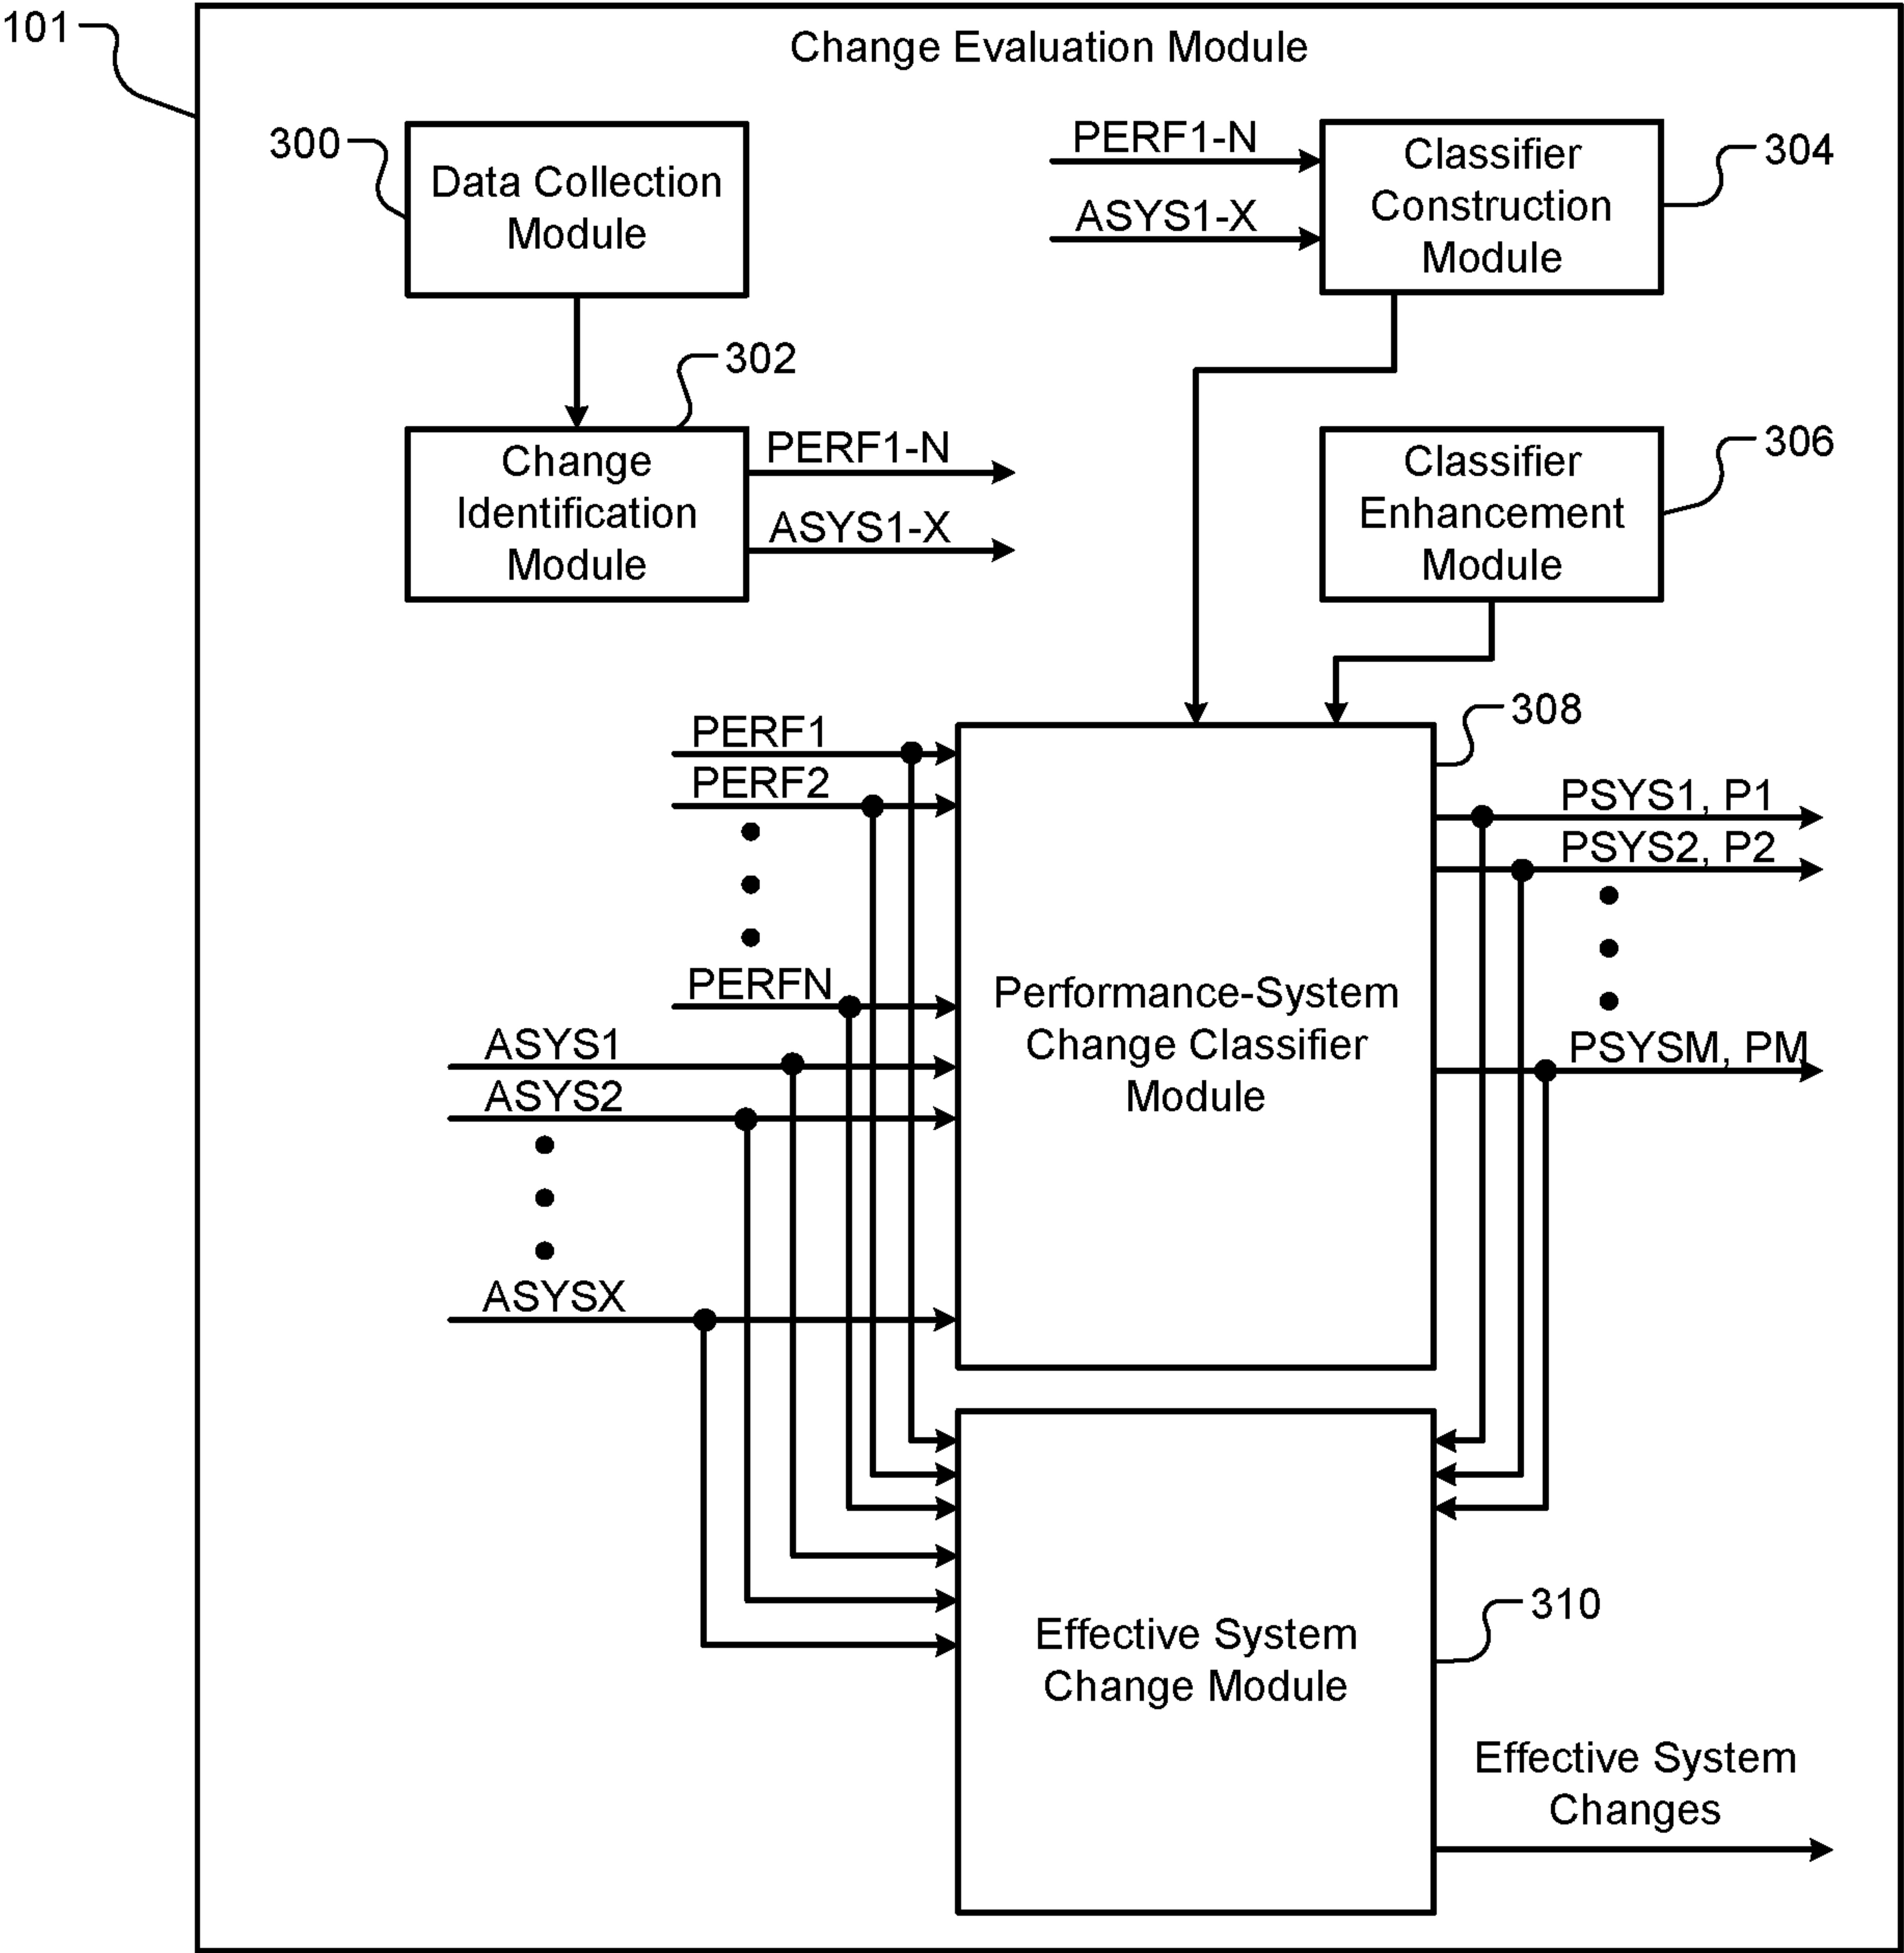 101
Change Evaluation Module
300
Data Collection
Module
PERF1-N
ASYS1-X
Classifier
Construction
Module
304
302
Change
Identification
Module
PERF1-N
ASYS1-X
Classifier
Enhancement
Module
306
308
PERF1
PERF2
PERFN
ASYS1
ASYS2
ASYSX
Performance-System
Change Classifier
Module
PSYS1, P1
PSYS2, P2
PSYSM, PM
Effective System
Change Module
310
Effective System
Changes